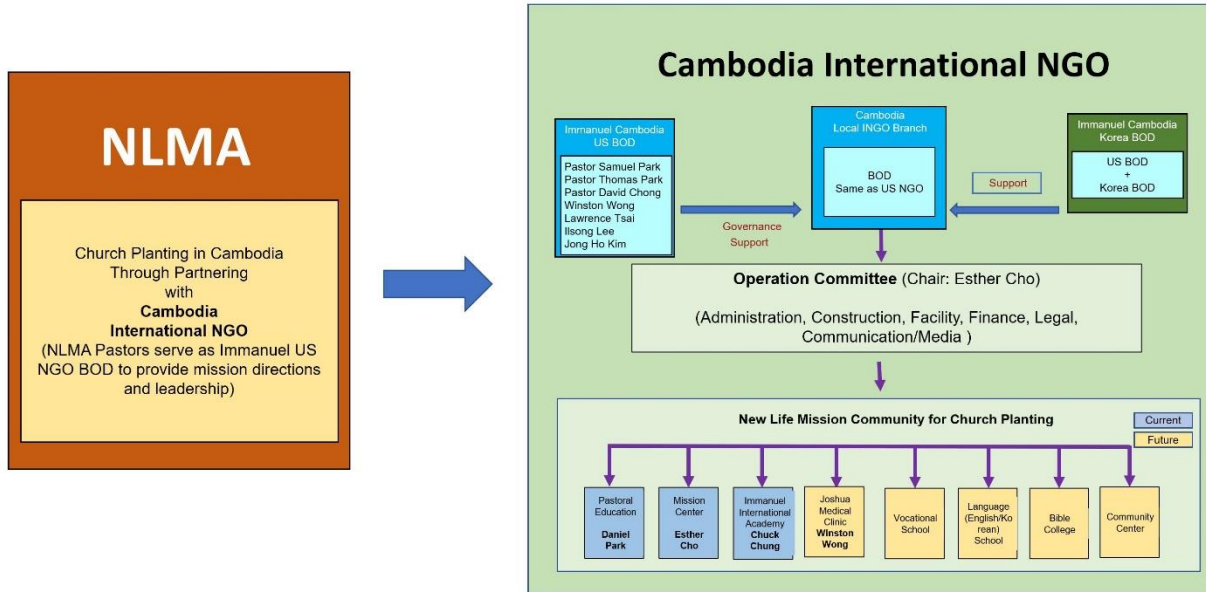 NLMA
Church Planting in Cambodia
Through Partnering
with
Cambodia
International NGO
(NLMA Pastors serve as Immanuel US
NGO BOD to provide mission directions
and leadership)
Cambodia International NGO
Immanuel Cambodia
US BOD
Pastor Samuel Park
Pastor Thomas Park
Pastor David Chong
Winston Wong
Lawrence Tsai
Ilsong Lee
Jong Ho Kim
Governance
Support
Cambodia
Local INGO Branch
BOD
Same as US NGO
Support
Immanuel Cambodia
Korea BOD
US BOD
+
Korea BOD
Operation Committee (Chair: Esther Cho)
(Administration, Construction, Facility, Finance, Legal,
Communication/Media )
New Life Mission Community for Church Planting
Current
Future
Pastoral
Education
Daniel
Park
Mission
Center
Esther
Cho
Immanuel
International
Academy
Chuck
Chung
Joshua
Medical
Clinic
Winston
Wong
Vocational
School
Language
(English/Ko
rean)
School
Bible
College
Community
Center